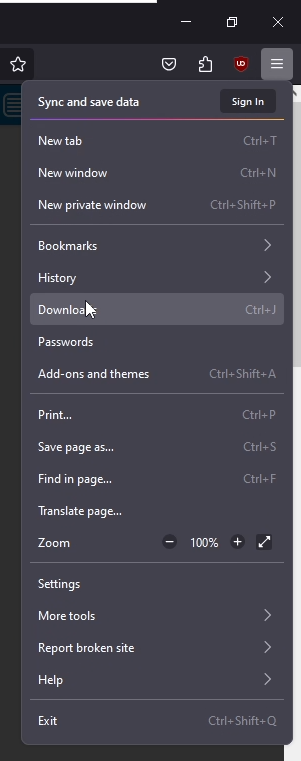 Sync and save data Sign In
New tab Ctrl+T
New window Ctrl+N
New private window Ctrl+Shift+P
Bookmarks
History
Downloads Ctrl+J
Passwords
Add-ons and themes Ctrl+Shift+A
Print... Ctrl+P
Save page as... Ctrl+S
Find in page... Ctrl+F
Translate page...
Zoom 100%
Settings
More tools
Report broken site
Help
Exit Ctrl+Shift+Q